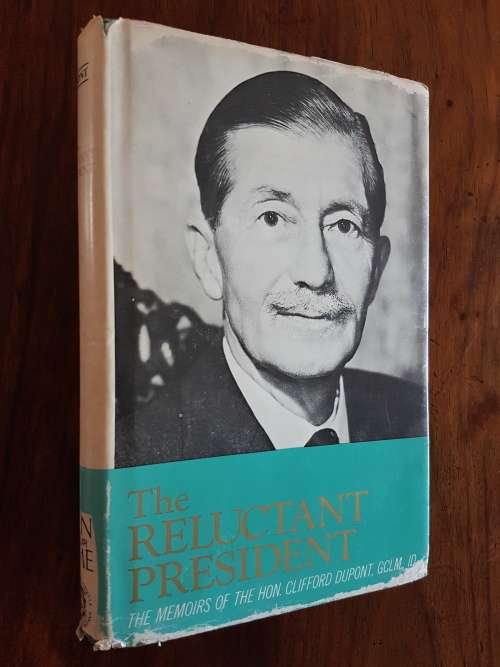 The
RELUCTANT
PRESIDENT
THE MEMOIRS OF THE HON. CLIFFORD DUPONT, GCLM., ID